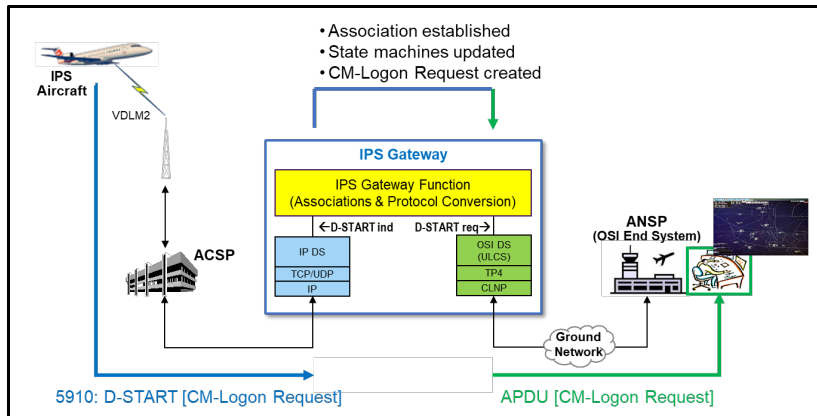 • Association established
• State machines updated
• CM-Logon Request created
IPS
Aircraft
VDLM2
IPS Gateway
IPS Gateway Function
(Associations & Protocol Conversion)
←D-START ind
D-START req→
ACSP
IP DS
TCP/UDP
IP
OSI DS
(ULCS)
TP4
CLNP
ANSP
(OSI End System)
Ground
Network
5910: D-START [CM-Logon Request]
APDU [CM-Logon Request]